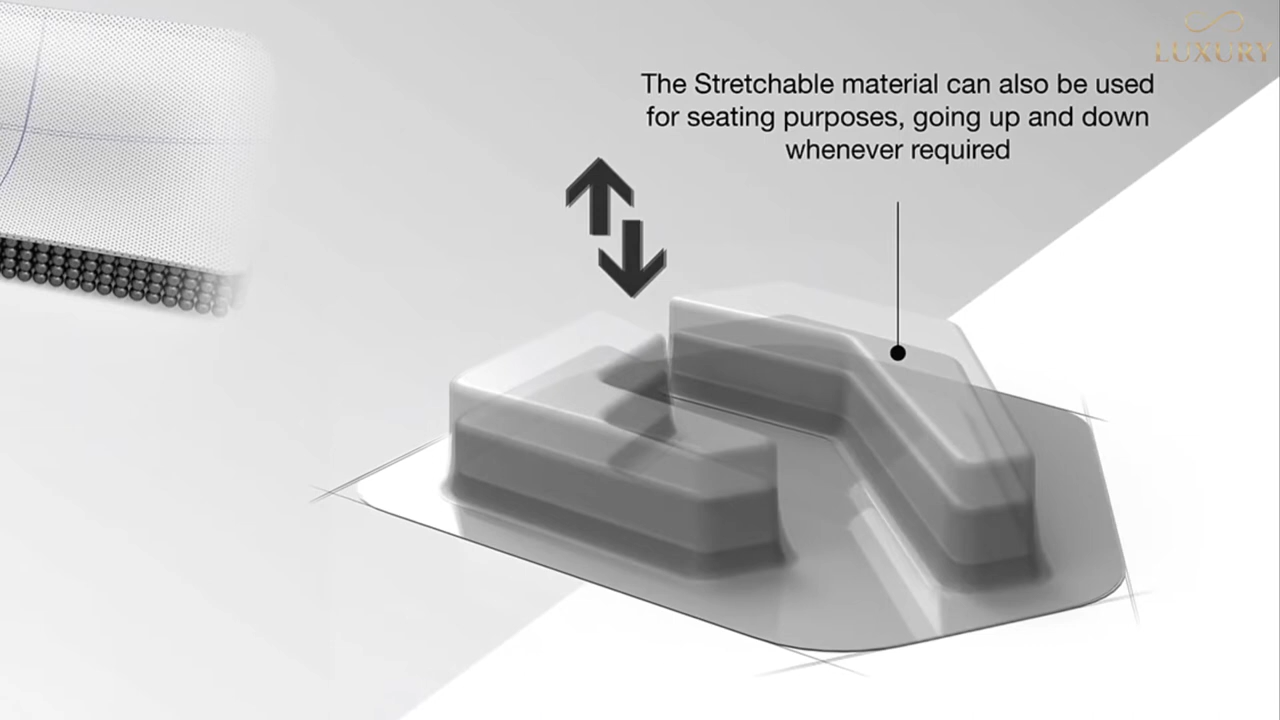 LUXURY
The Stretchable material can also be used
for seating purposes, going up and down
whenever required